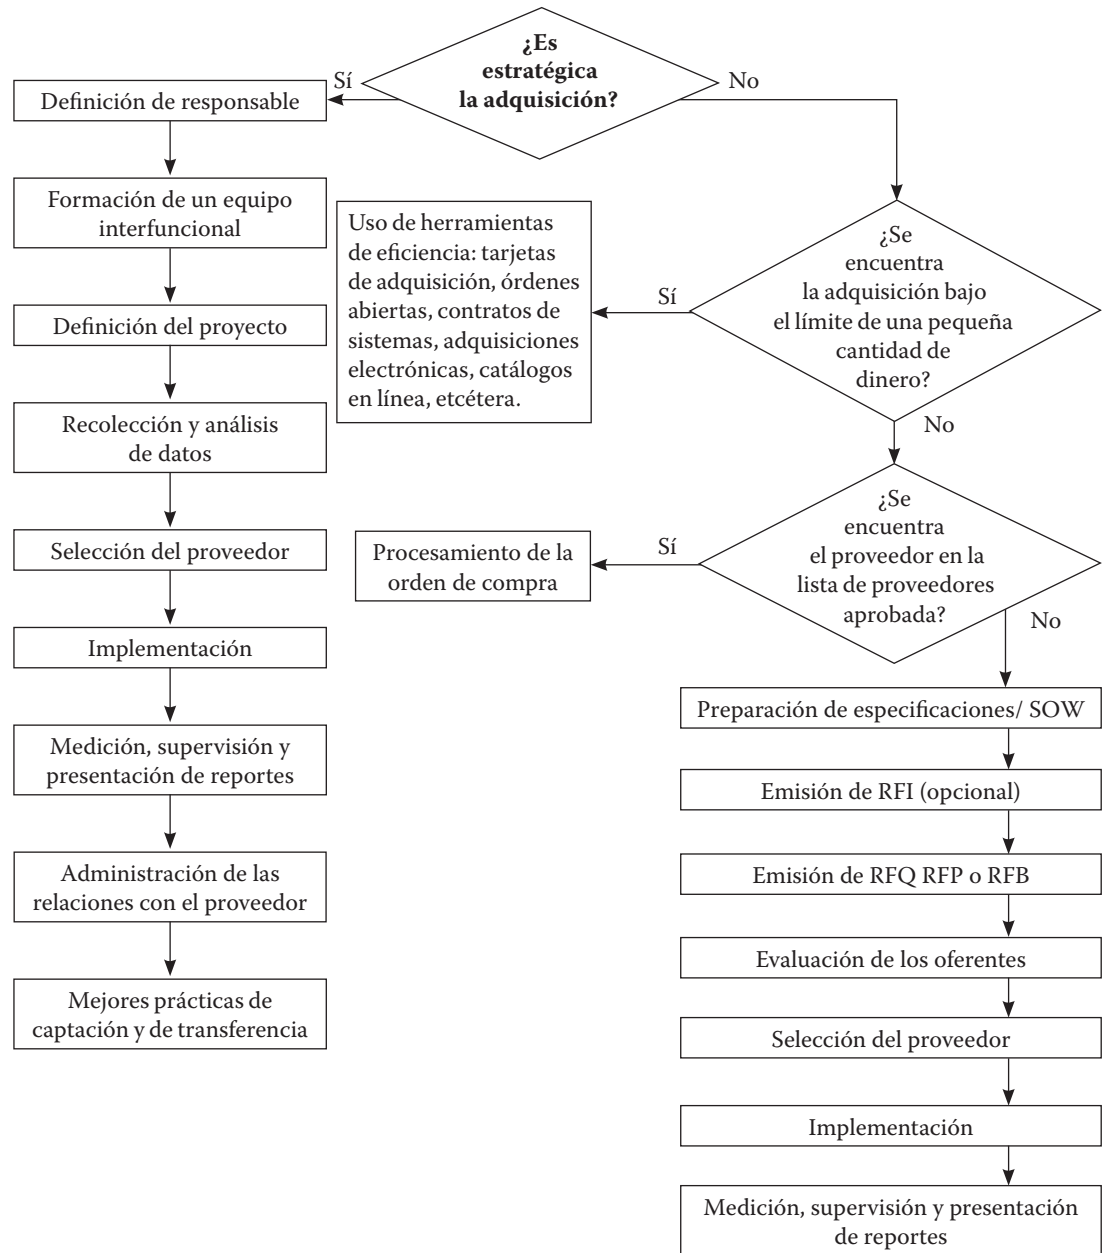 ¿Es
estratégica
la adquisición?
Sí
No
Definición de responsable
Formación de un equipo
interfuncional
Definición del proyecto
Recolección y análisis
de datos
Selección del proveedor
Implementación
Medición, supervisión y
presentación de reportes
Administración de las
relaciones con el proveedor
Mejores prácticas de
captación y de transferencia
¿Se
encuentra
la adquisición bajo
el límite de una pequeña
cantidad de
dinero?
Sí
Uso de herramientas
de eficiencia: tarjetas
de adquisición, órdenes
abiertas, contratos de
sistemas, adquisiciones
electrónicas, catálogos
en línea, etcétera.
No
¿Se
encuentra
el proveedor en la
lista de proveedores
aprobada?
Sí
Procesamiento de la
orden de compra
No
Preparación de especificaciones/ SOW
Emisión de RFI (opcional)
Emisión de RFQ RFP o RFB
Evaluación de los oferentes
Selección del proveedor
Implementación
Medición, supervisión y presentación
de reportes